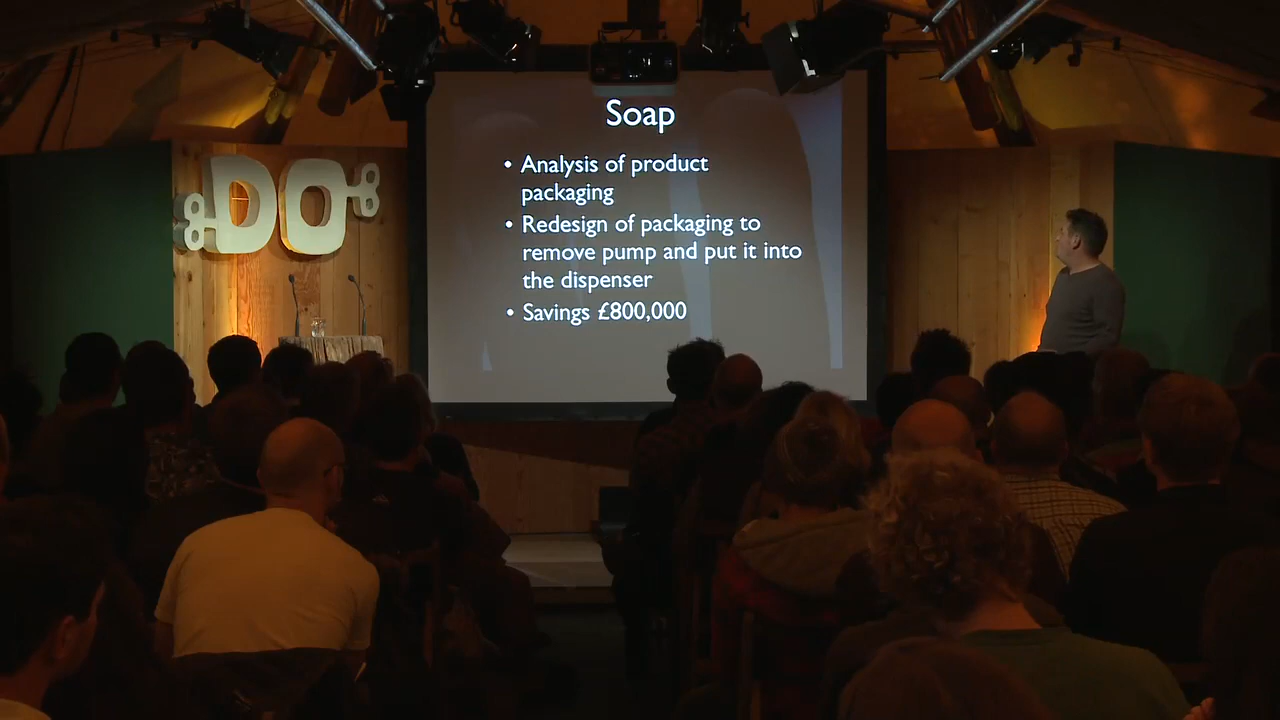 8DO8
Soap
• Analysis of product
packaging
• Redesign of packaging to
remove pump and put it into
the dispenser
• Savings £800,000